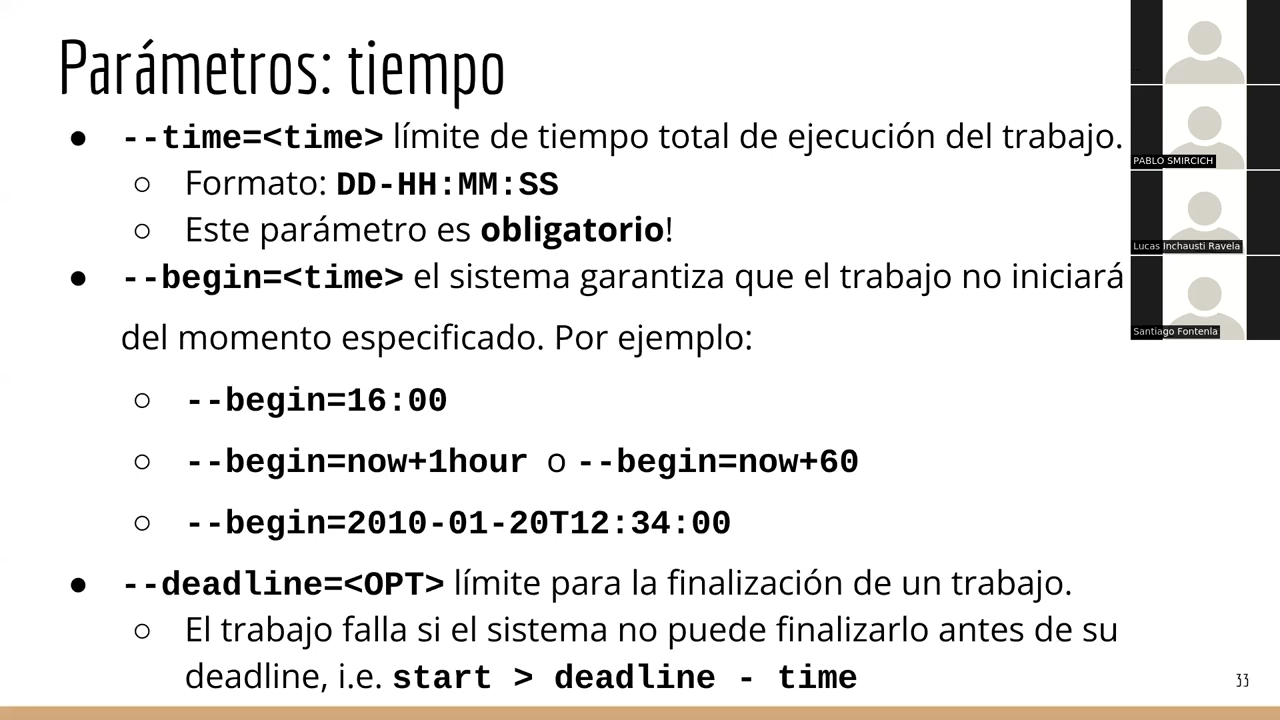 Parámetros: tiempo
● --time=<time> límite de tiempo total de ejecución del trabajo.
○ Formato: DD-HH:MM:SS
○ Este parámetro es obligatorio!
● --begin=<time> el sistema garantiza que el trabajo no iniciará
del momento especificado. Por ejemplo:
○ --begin=16:00
○ --begin=now+1hour o --begin=now+60
○ --begin=2010-01-20T12:34:00
● --deadline=<OPT> límite para la finalización de un trabajo.
○ El trabajo falla si el sistema no puede finalizarlo antes de su
deadline, i.e. start > deadline - time
33
PABLO SMIRCICH
Lucas Inchausti Ravela
Santiago Fontenla